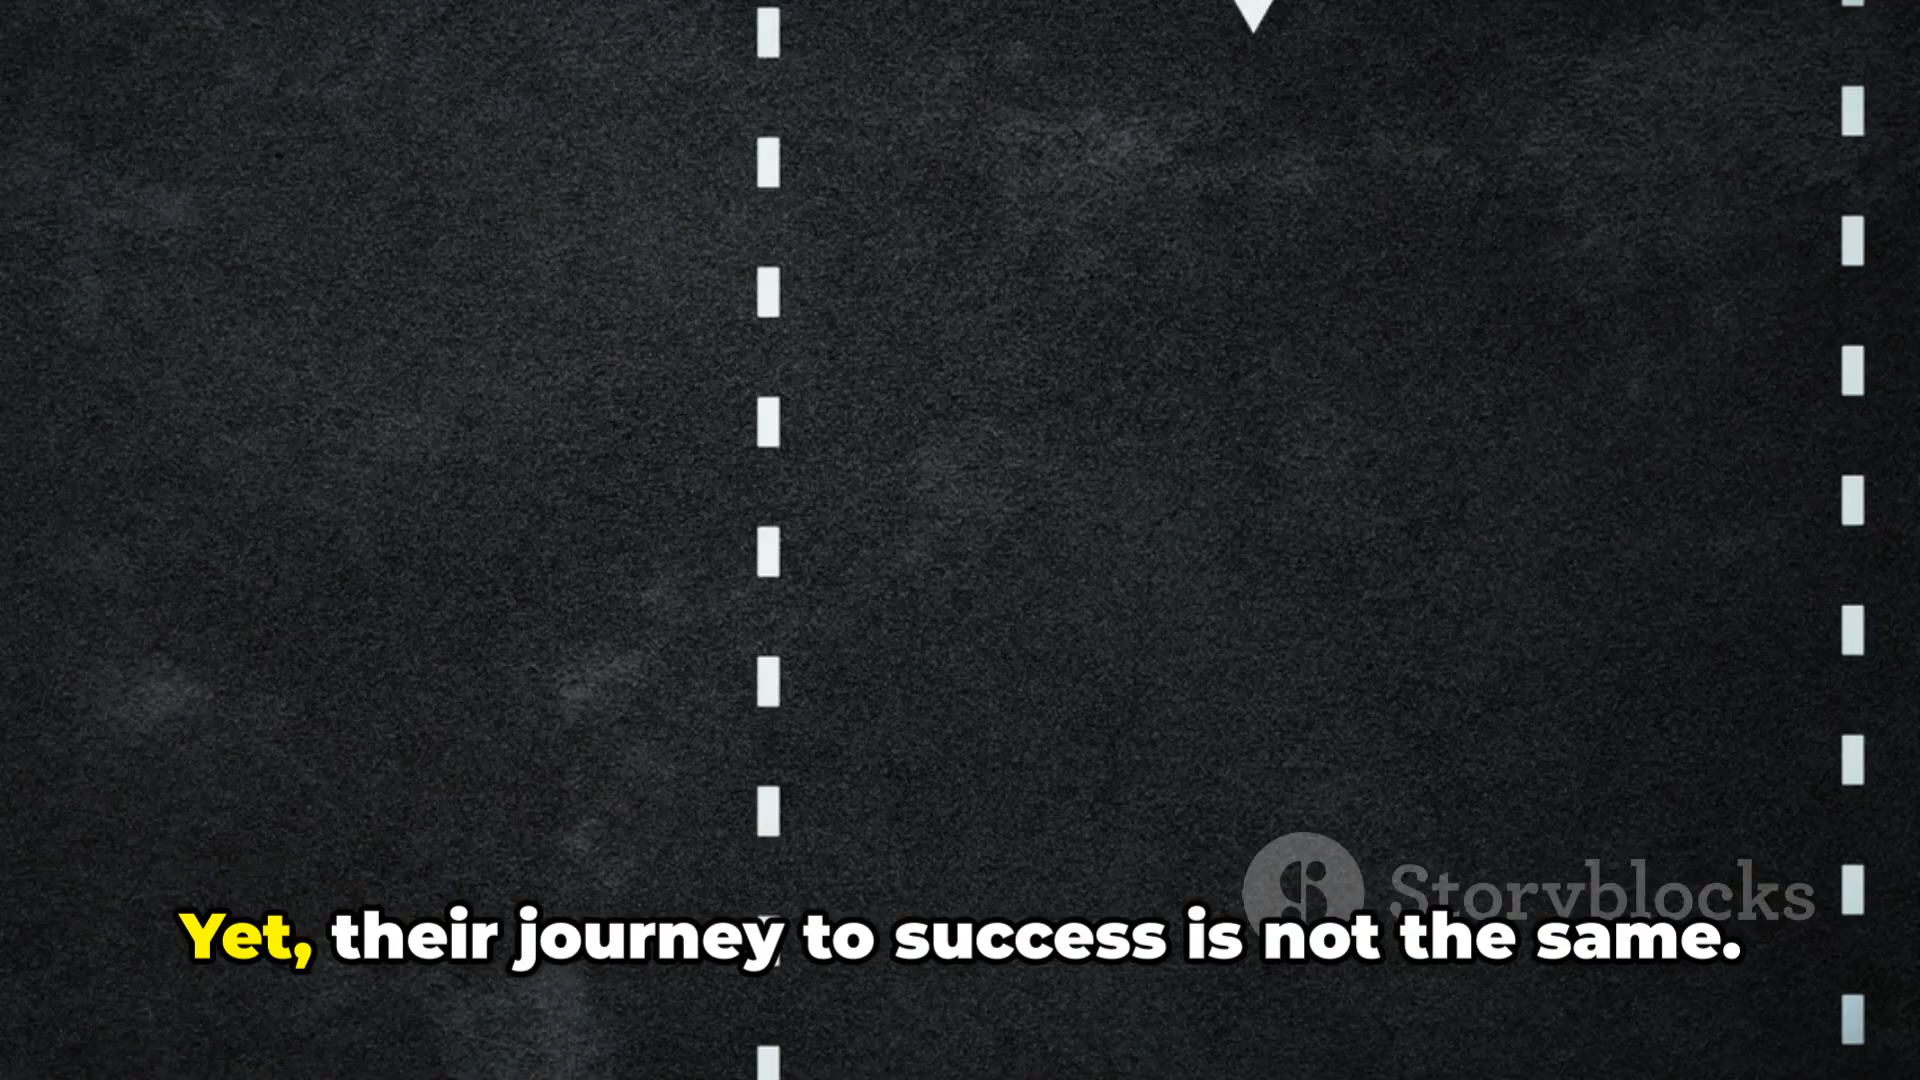 Storyblocks
Yet, their journey to success is not the same.